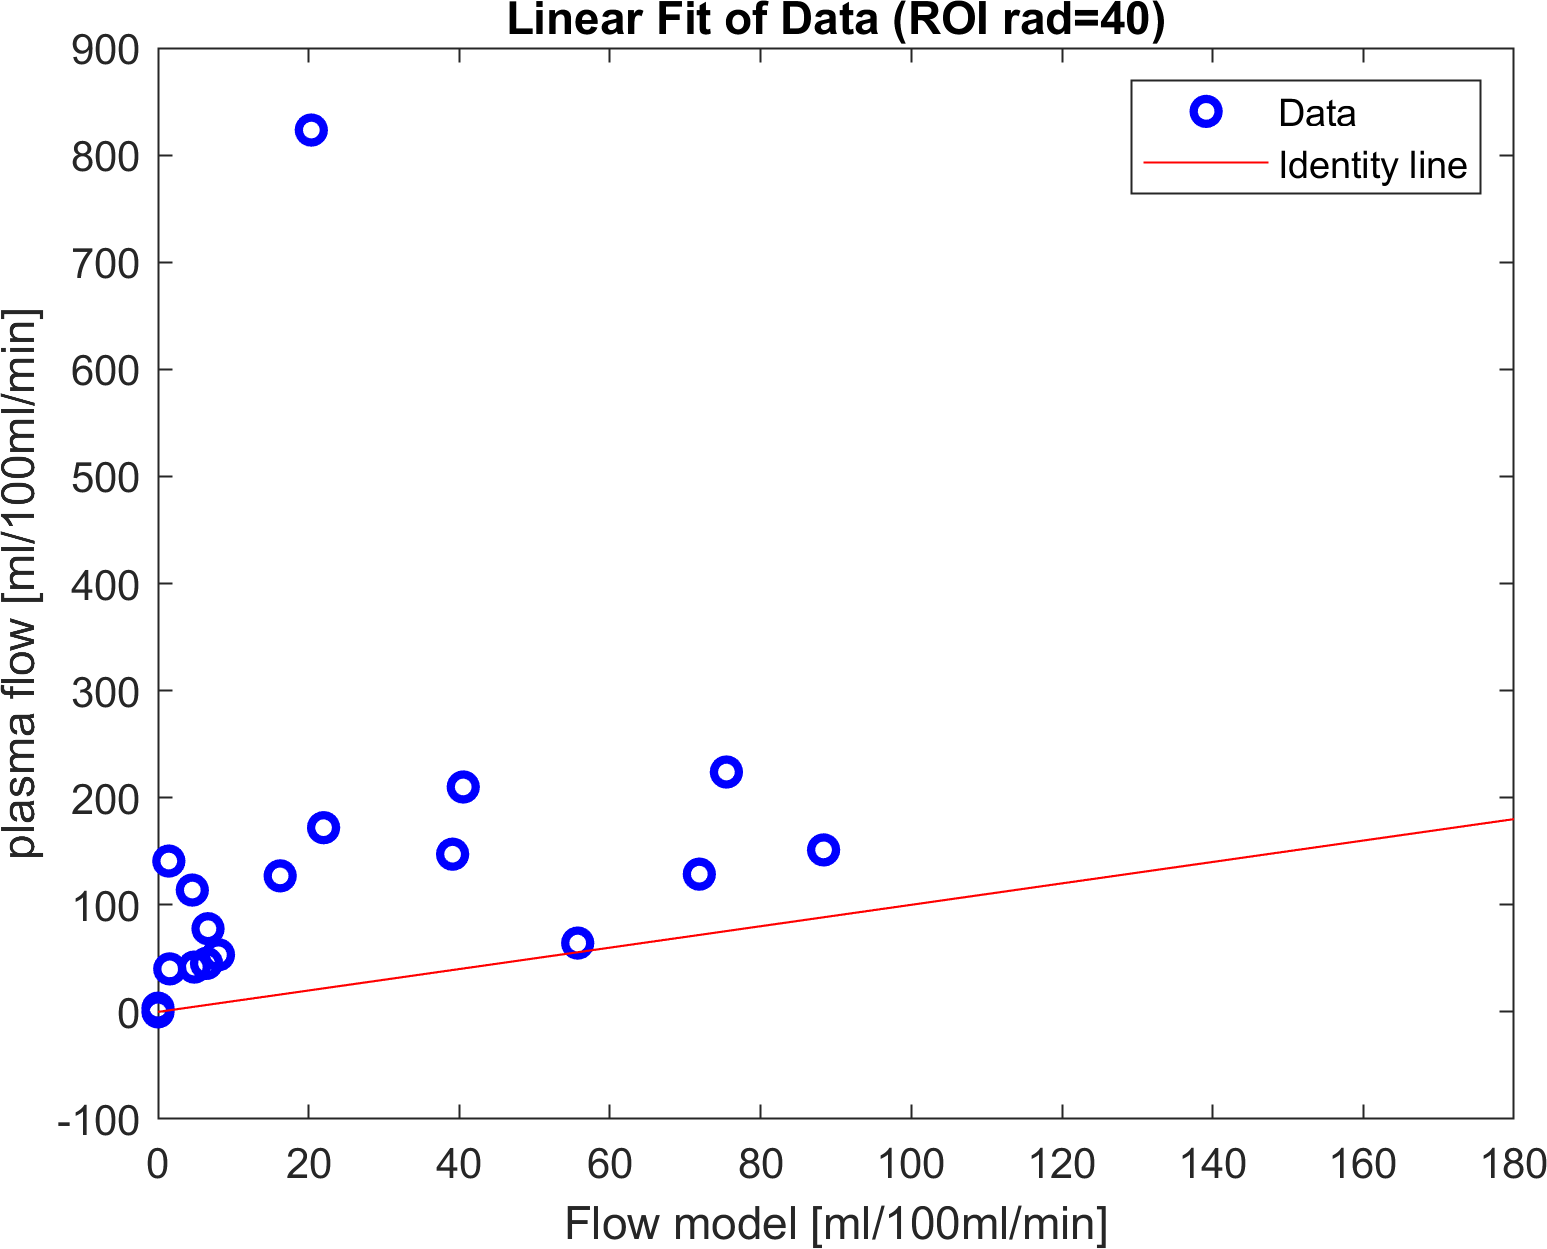 Linear Fit of Data (ROI rad=40)
900
800
700
600
500
400
300
200
100
0
-100
plasma flow [ml/100ml/min]
Data
Identity line
0 20 40 60 80 100 120 140 160 180
Flow model [ml/100ml/min]